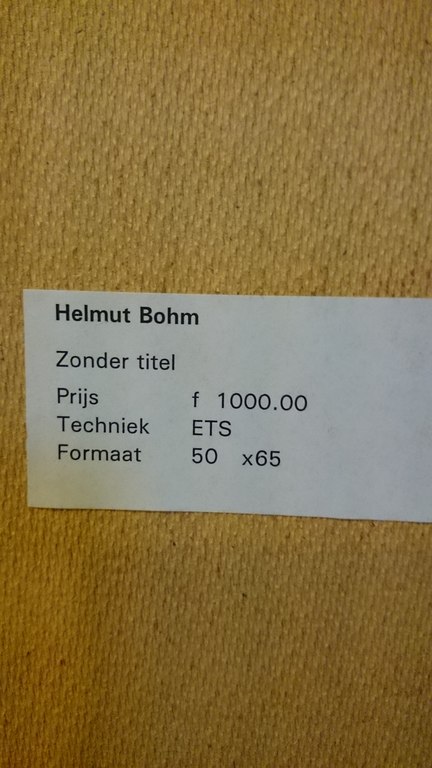 Helmut Bohm
Zonder titel
Prijs f 1000.00
Techniek ETS
Formaat 50 x65